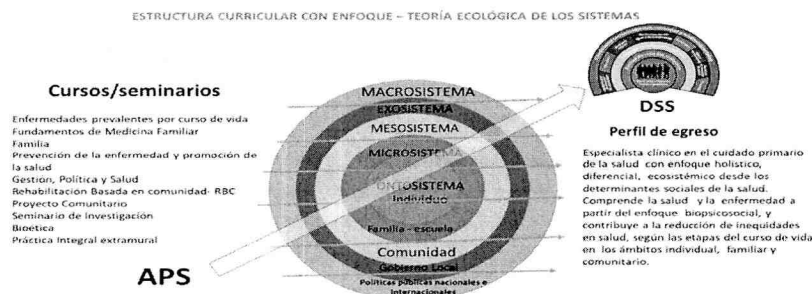 ESTRUCTURA CURRICULAR CON ENFOQUE – TEORÍA ECOLÓGICA DE LOS SISTEMAS
Cursos/seminarios
Enfermedades prevalentes por curso de vida
Fundamentos de Medicina Familiar
Familia
Prevención de la enfermedad y promoción de
la salud
Gestión, Política y Salud
Rehabilitación Basada en comunidad- RBC
Proyecto Comunitario
Seminario de Investigación
Bioética
Práctica Integral extramural
APS
MACROSISTEMA
EXOSISTEMA
MESOSISTEMA
MICROSISTEMA
ONTOSISTEMA
Individuo
Familia - escuela
Comunidad
Gobierno Local
Políticas públicas nacionales e
Internacionales
DSS
Perfil de egreso
Especialista clínico en el cuidado primario
de la salud con enfoque holístico,
diferencial, ecosistémico desde los
determinantes sociales de la salud.
Comprende la salud y la enfermedad a
partir del enfoque biopsicosocial, y
contribuye a la reducción de inequidades
en salud, según las etapas del curso de vida
en los ámbitos individual, familiar y
comunitario.